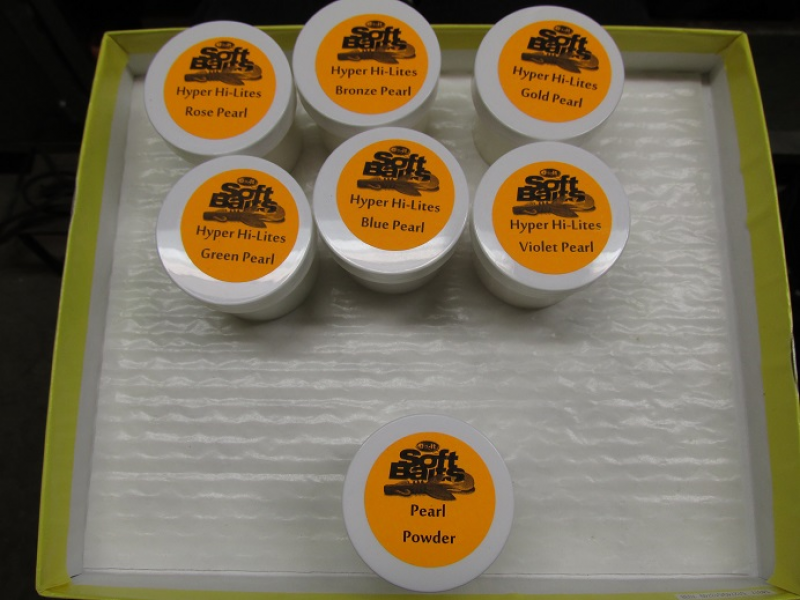 Soft
Baits
Hyper Hi-Lites
Rose Pearl
Soft
Baits
Hyper Hi-Lites
Bronze Pearl
Soft
Baits
Hyper Hi-Lites
Gold Pearl
Soft
Baits
Hyper Hi-Lites
Green Pearl
Soft
Baits
Hyper Hi-Lites
Blue Pearl
Soft
Baits
Hyper Hi-Lites
Violet Pearl
Soft
Baits
Pearl
Powder